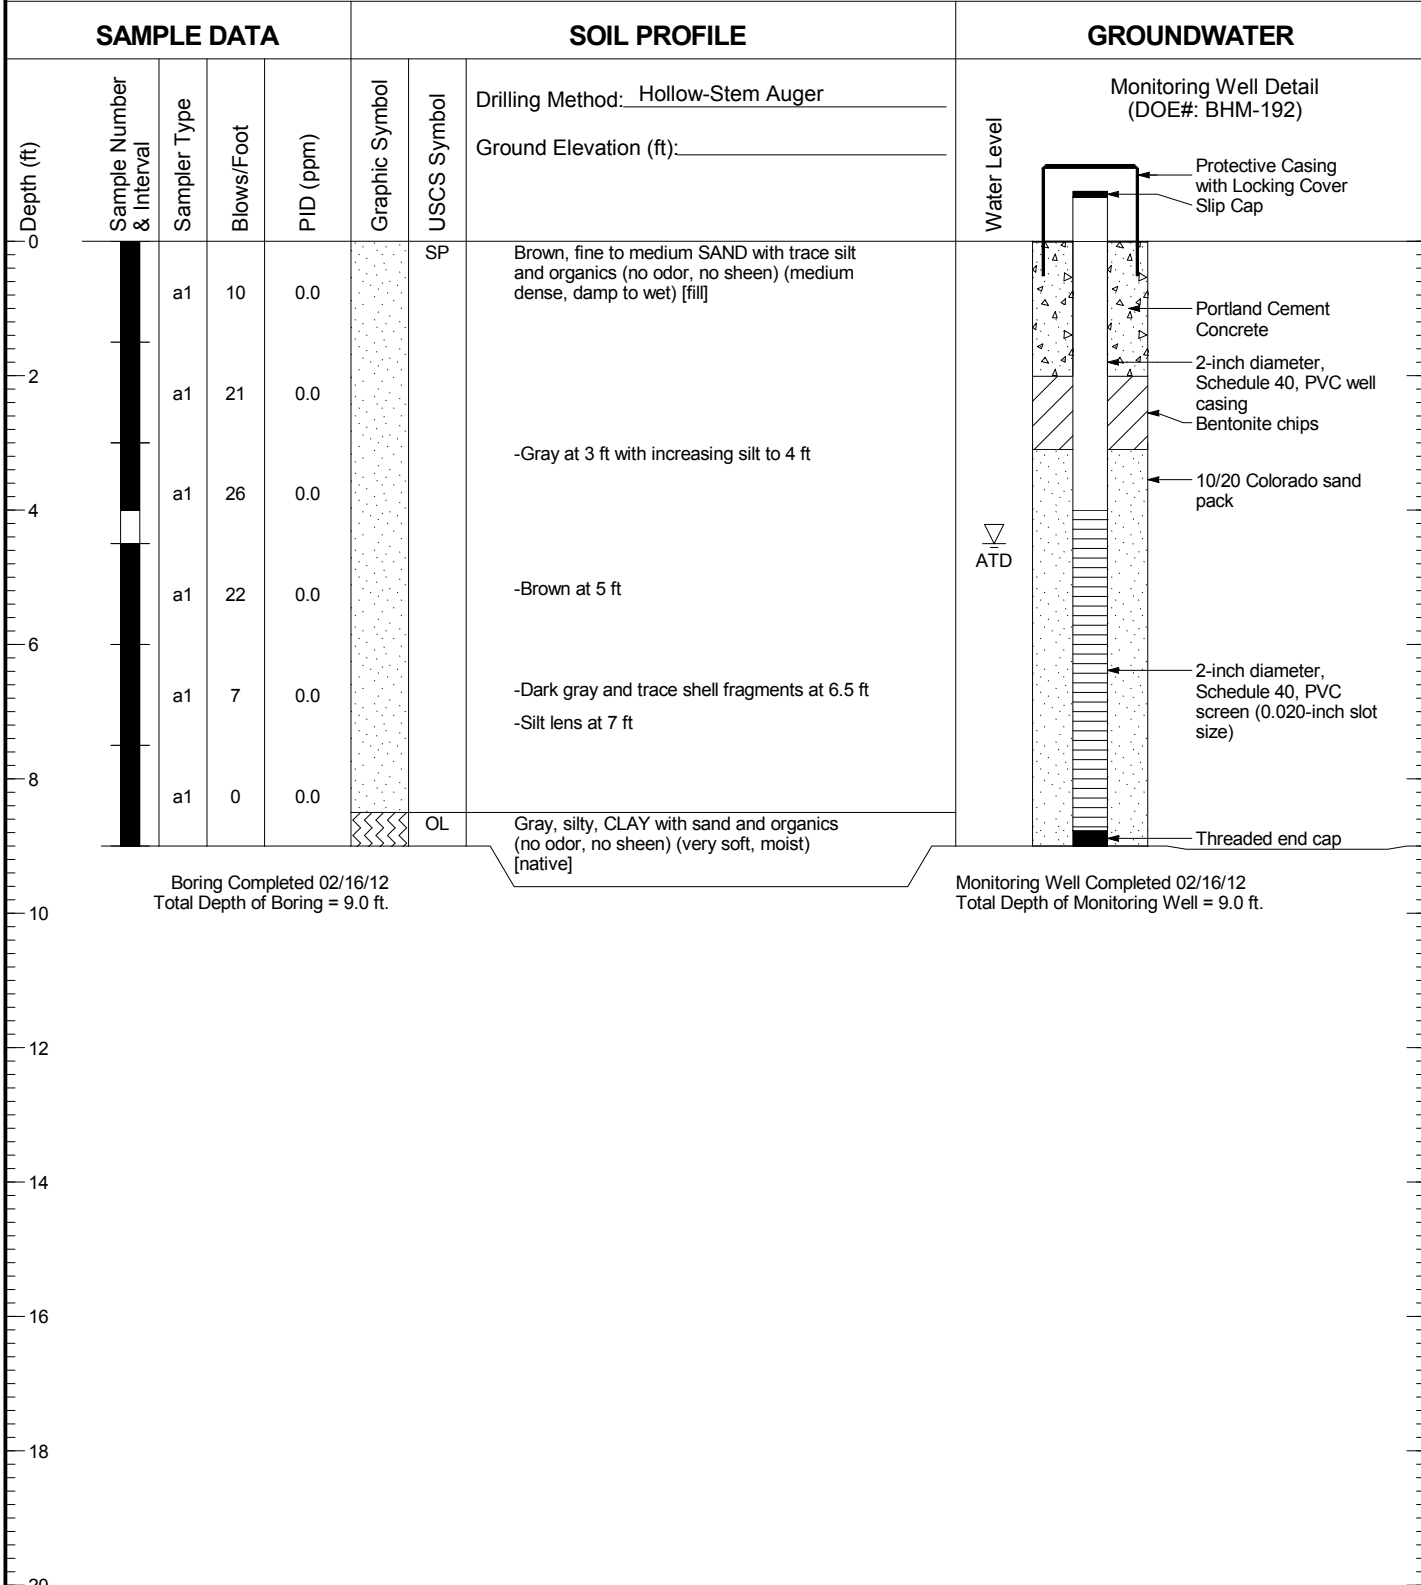 SAMPLE DATA
SOIL PROFILE
GROUNDWATER
Depth (ft)
Sample Number
& Interval
Sampler Type
Blows/Foot
PID (ppm)
Graphic Symbol
USCS Symbol
Drilling Method: Hollow-Stem Auger
Ground Elevation (ft):
Water Level
Monitoring Well Detail
(DOE#: BHM-192)
Protective Casing
with Locking Cover
Slip Cap
0
SP
Brown, fine to medium SAND with trace silt
and organics (no odor, no sheen) (medium
dense, damp to wet) [fill]
a1 10 0.0
Portland Cement
Concrete
2-inch diameter,
Schedule 40, PVC well
casing
2
a1 21 0.0
Bentonite chips
-Gray at 3 ft with increasing silt to 4 ft
10/20 Colorado sand
pack
a1 26 0.0
4
ATD
-Brown at 5 ft
a1 22 0.0
6
2-inch diameter,
Schedule 40, PVC
screen (0.020-inch slot
size)
-Dark gray and trace shell fragments at 6.5 ft
a1 7 0.0
-Silt lens at 7 ft
8
a1 0 0.0
OL
Gray, silty, CLAY with sand and organics
(no odor, no sheen) (very soft, moist)
[native]
Threaded end cap
Boring Completed 02/16/12
Total Depth of Boring = 9.0 ft.
Monitoring Well Completed 02/16/12
Total Depth of Monitoring Well = 9.0 ft.
10
12
14
16
18
20